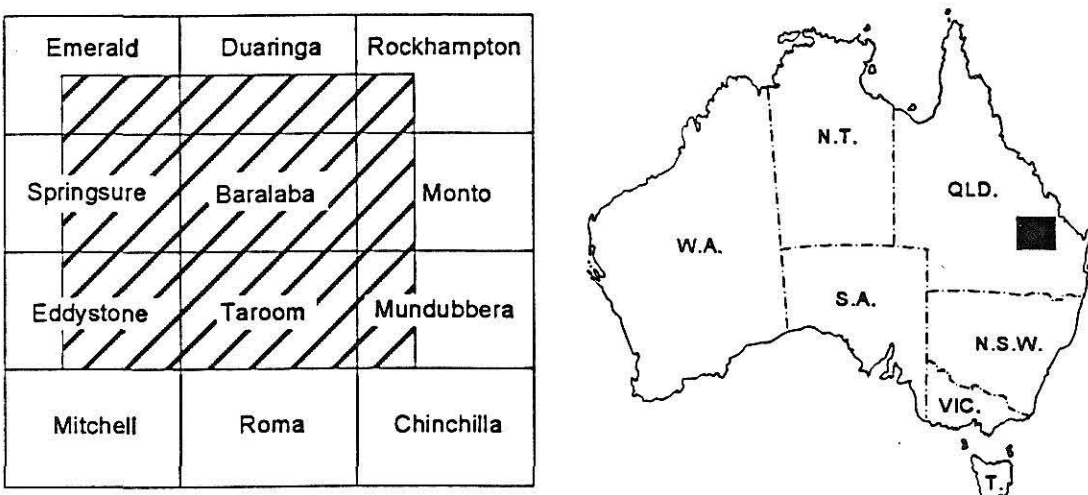 Emerald Duaringa Rockhampton
Springsure Baralaba Monto
Eddystone Taroom Mundubbera
Mitchell Roma Chinchilla
N.T.
QLD.
W.A.
S.A.
N.S.W.
VIC.
T.